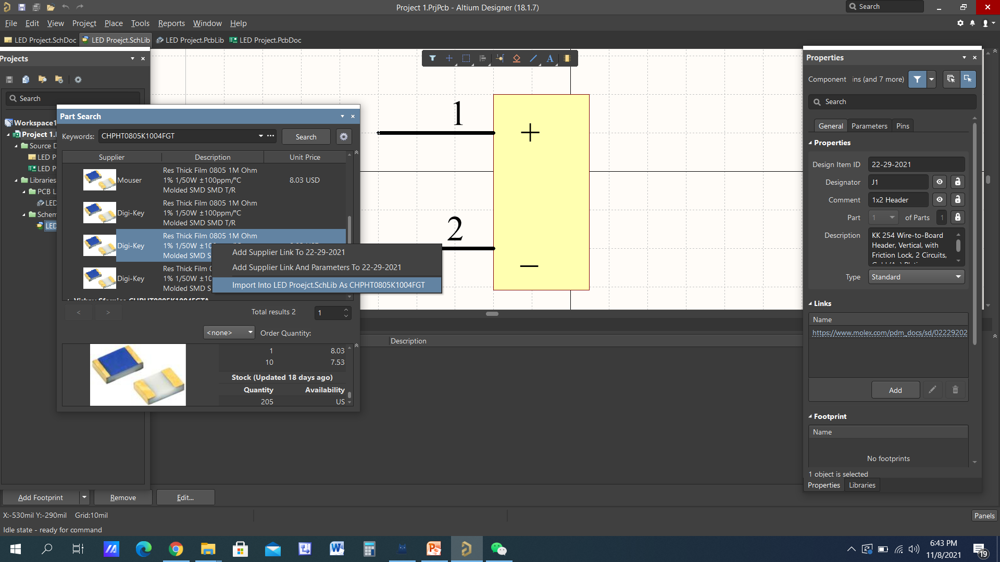 Project 1.PrjPcb - Altium Designer (18.1.7)
Search
File Edit View Project Place Tools Reports Window Help
LED Project.SchDoc LED Proejct.SchLib LED Project.PcbLib LED Project.PcbDoc
Projects
Search
Workspace1
Project 1.
Source D
LED P
LED P
Libraries
PCB L
LED
Schem
LED
Part Search
Keywords: CHPHT0805K1004FGT Search
Supplier Description Unit Price
Mouser Res Thick Film 0805 1M Ohm
1% 1/50W ±100ppm/°C 8.03 USD
Molded SMD SMD T/R
Digi-Key Res Thick Film 0805 1M Ohm
1% 1/50W ±100ppm/°C
Molded SMD SMD T/R
Digi-Key Res Thick Film 0805 1M Ohm
1% 1/50W ±10
Molded SMD S
Digi-Key Res Thick Film
1% 1/50W ±10
Molded SMD S
Add Supplier Link To 22-29-2021
Add Supplier Link And Parameters To 22-29-2021
Import Into LED Proejct.SchLib As CHPHT0805K1004FGT
< > Total results 2 1
<none> Order Quantity:
1 8.03
10 7.53
Stock (Updated 18 days ago)
Quantity Availability
205 US
1
+
2
−
Description
Properties
Component ins (and 7 more)
Search
General Parameters Pins
Properties
Design Item ID 22-29-2021
Designator J1
Comment 1x2 Header
Part 1 of Parts 1
Description KK 254 Wire-to-Board
Header, Vertical, with
Friction Lock, 2 Circuits,
Type Standard
Links
Name
https://www.molex.com/pdm_docs/sd/02229202
Add
Footprint
Name
No footprints
1 object is selected
Properties Libraries
Add Footprint Remove Edit...
X:-530mil Y:-290mil Grid:10mil
Panels
Idle state - ready for command
6:43 PM
11/8/2021
19